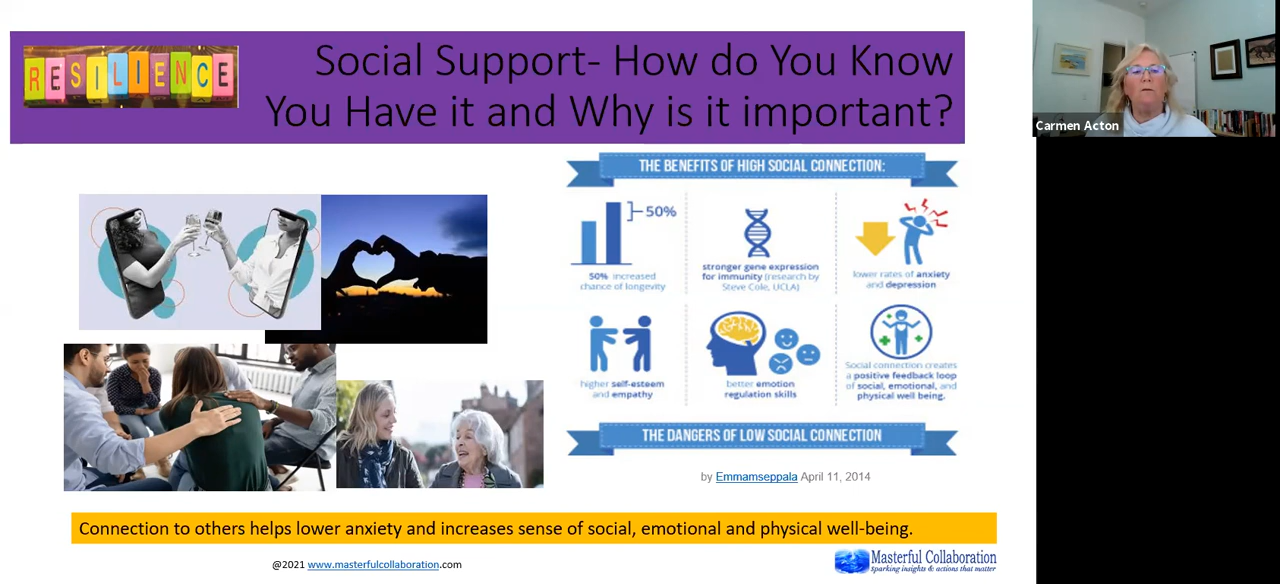 RESILIENCE
Social Support- How do You Know
You Have it and Why is it important?
Carmen Acton
THE BENEFITS OF HIGH SOCIAL CONNECTION:
50%
50% increased
chance of longevity
stronger gene expression
for immunity (research by
Steve Cole, UCLA)
lower rates of anxiety
and depression
higher self-esteem
and empathy
better emotion
regulation skills
Social connection creates
a positive feedback loop
of social, emotional, and
physical well being.
THE DANGERS OF LOW SOCIAL CONNECTION
by Emmamseppala April 11, 2014
Connection to others helps lower anxiety and increases sense of social, emotional and physical well-being.
@2021 www.masterfulcollaboration.com
Masterful Collaboration
Sparking insights & actions that matter